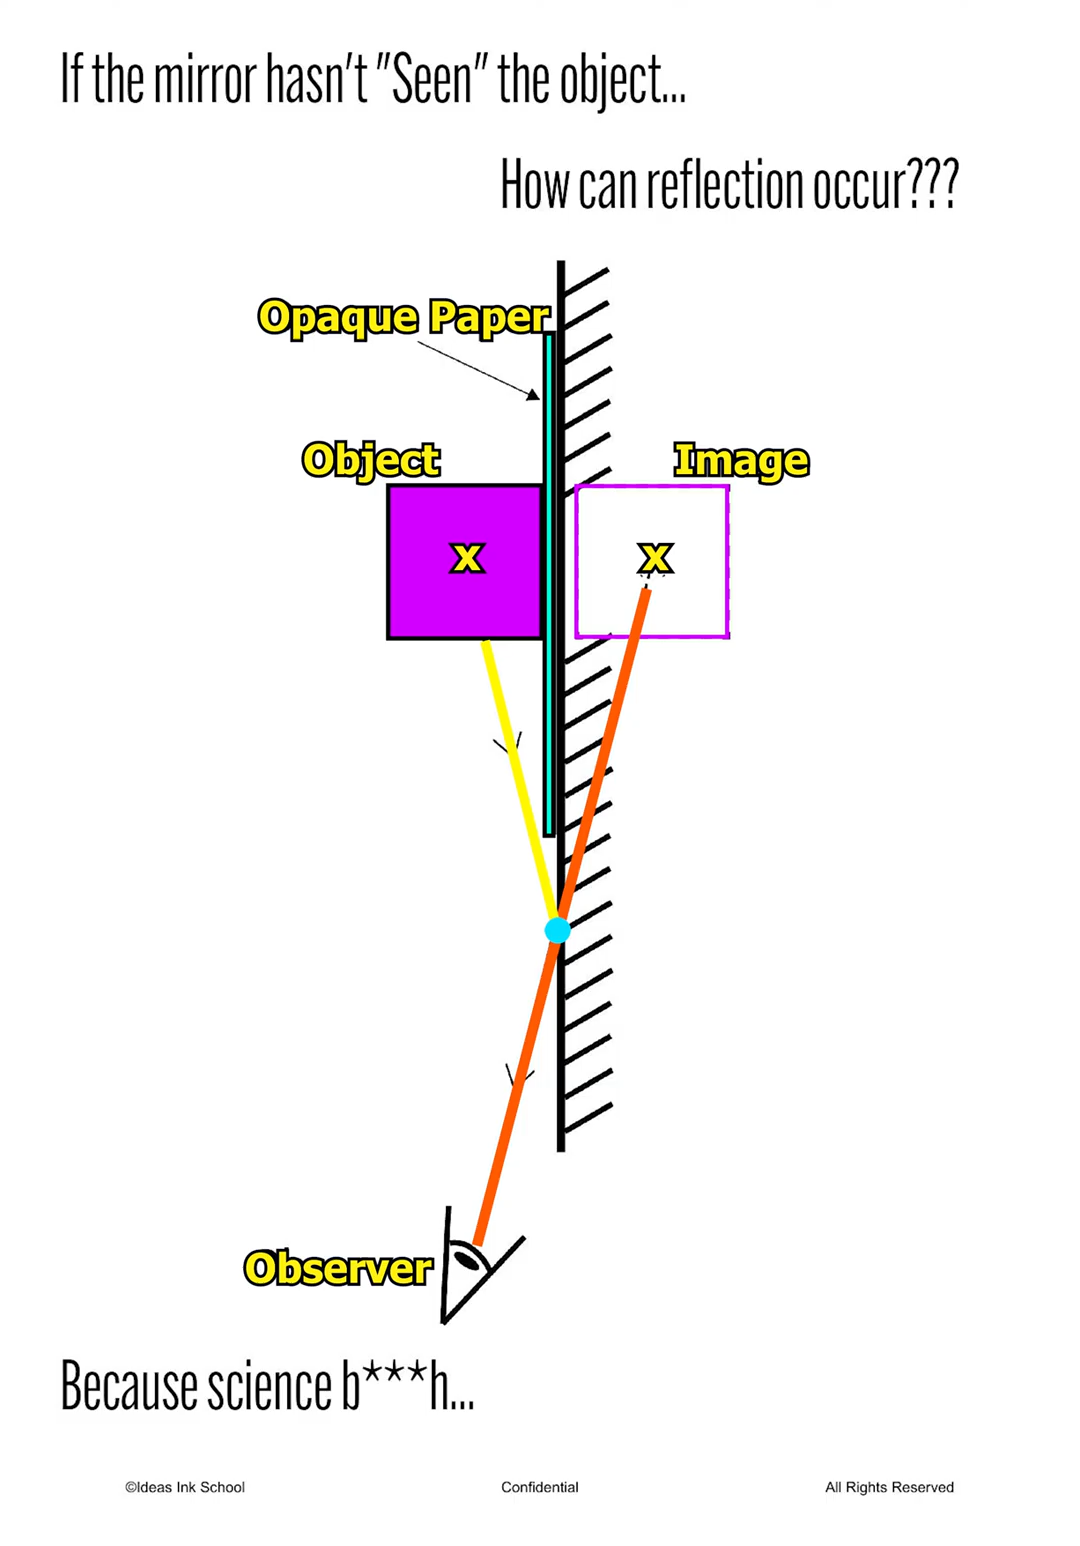 If the mirror hasn't "Seen" the object...
How can reflection occur???
Opaque Paper
Object
Image
X
X
Observer
Because science b***h...
©Ideas Ink School
Confidential
All Rights Reserved